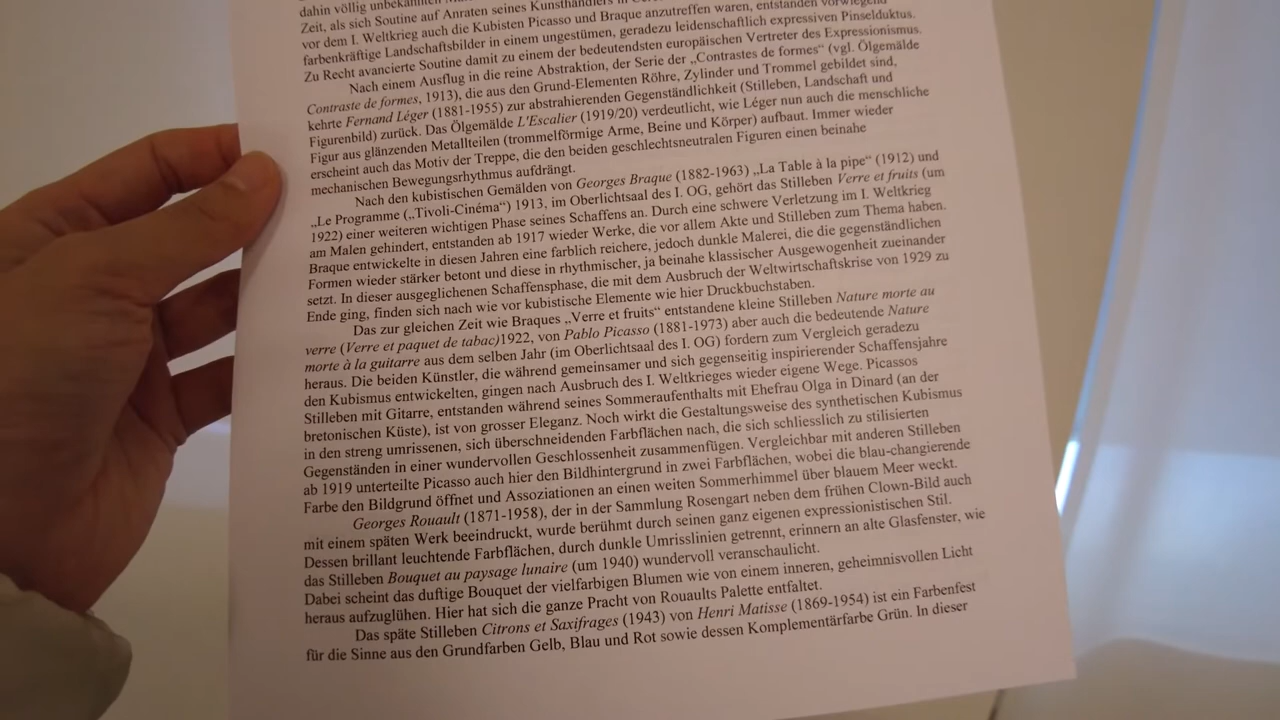 dahin völlig unbekannten
Zeit, als sich Soutine auf Anraten seines Kunsthändlers in
vor dem I. Weltkrieg auch die Kubisten Picasso und Braque anzutreffen waren, entstanden vorwiegend
farbenkräftige Landschaftsbilder in einem ungestümen, geradezu leidenschaftlich expressiven Pinselduktus.
Zu Recht avancierte Soutine damit zu einem der bedeutendsten europäischen Vertreter des Expressionismus.
Nach einem Ausflug in die reine Abstraktion, der Serie der „Contrastes de formes“ (vgl. Ölgemälde
Contraste de formes, 1913), die aus den Grund-Elementen Röhre, Zylinder und Trommel gebildet sind,
kehrte Fernand Léger (1881-1955) zur abstrahierenden Gegenständlichkeit (Stilleben, Landschaft und
Figurenbild) zurück. Das Ölgemälde L'Escalier (1919/20) verdeutlicht, wie Léger nun auch die menschliche
Figur aus glänzenden Metallteilen (trommelförmige Arme, Beine und Körper) aufbaut. Immer wieder
erscheint auch das Motiv der Treppe, die den beiden geschlechtsneutralen Figuren einen beinahe
mechanischen Bewegungsrhythmus aufdrängt.
Nach den kubistischen Gemälden von Georges Braque (1882-1963) „La Table à la pipe“ (1912) und
„Le Programme („Tivoli-Cinéma“) 1913, im Oberlichtsaal des I. OG, gehört das Stilleben Verre et fruits (um
1922) einer weiteren wichtigen Phase seines Schaffens an. Durch eine schwere Verletzung im I. Weltkrieg
am Malen gehindert, entstanden ab 1917 wieder Werke, die vor allem Akte und Stilleben zum Thema haben.
Braque entwickelte in diesen Jahren eine farblich reichere, jedoch dunkle Malerei, die die gegenständlichen
Formen wieder stärker betont und diese in rhythmischer, ja beinahe klassischer Ausgewogenheit zueinander
setzt. In dieser ausgeglichenen Schaffensphase, die mit dem Ausbruch der Weltwirtschaftskrise von 1929 zu
Ende ging, finden sich nach wie vor kubistische Elemente wie hier Druckbuchstaben.
Das zur gleichen Zeit wie Braques „Verre et fruits“ entstandene kleine Stilleben Nature morte au
verre (Verre et paquet de tabac)1922, von Pablo Picasso (1881-1973) aber auch die bedeutende Nature
morte à la guitarre aus dem selben Jahr (im Oberlichtsaal des I. OG) fordern zum Vergleich geradezu
heraus. Die beiden Künstler, die während gemeinsamer und sich gegenseitig inspirierender Schaffensjahre
den Kubismus entwickelten, gingen nach Ausbruch des I. Weltkrieges wieder eigene Wege. Picassos
Stilleben mit Gitarre, entstanden während seines Sommeraufenthalts mit Ehefrau Olga in Dinard (an der
bretonischen Küste), ist von grosser Eleganz. Noch wirkt die Gestaltungsweise des synthetischen Kubismus
in den streng umrissenen, sich überschneidenden Farbflächen nach, die sich schliesslich zu stilisierten
Gegenständen in einer wundervollen Geschlossenheit zusammenfügen. Vergleichbar mit anderen Stilleben
ab 1919 unterteilte Picasso auch hier den Bildhintergrund in zwei Farbflächen, wobei die blau-changierende
Farbe den Bildgrund öffnet und Assoziationen an einen weiten Sommerhimmel über blauem Meer weckt.
Georges Rouault (1871-1958), der in der Sammlung Rosengart neben dem frühen Clown-Bild auch
mit einem späten Werk beeindruckt, wurde berühmt durch seinen ganz eigenen expressionistischen Stil.
Dessen brillant leuchtende Farbflächen, durch dunkle Umrisslinien getrennt, erinnern an alte Glasfenster, wie
das Stilleben Bouquet au paysage lunaire (um 1940) wundervoll veranschaulicht.
Dabei scheint das duftige Bouquet der vielfarbigen Blumen wie von einem inneren, geheimnisvollen Licht
heraus aufzuglühen. Hier hat sich die ganze Pracht von Rouaults Palette entfaltet.
Das späte Stilleben Citrons et Saxifrages (1943) von Henri Matisse (1869-1954) ist ein Farbenfest
für die Sinne aus den Grundfarben Gelb, Blau und Rot sowie dessen Komplementärfarbe Grün. In dieser